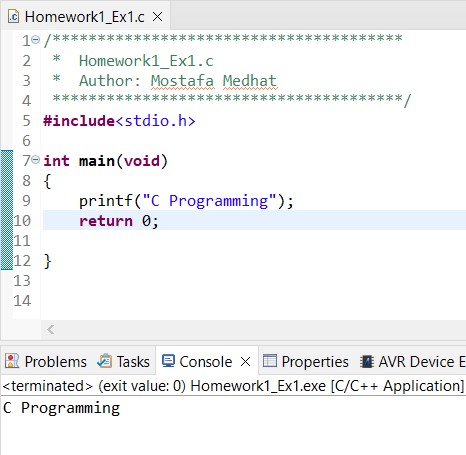 Homework1_Ex1.c
1 /***************************************
2 * Homework1_Ex1.c
3 * Author: Mostafa Medhat
4 ***************************************/
5 #include<stdio.h>
6
7 int main(void)
8 {
9 printf("C Programming");
10 return 0;
11
12 }
13
14
Problems Tasks Console Properties AVR Device E
<terminated> (exit value: 0) Homework1_Ex1.exe [C/C++ Application]
C Programming